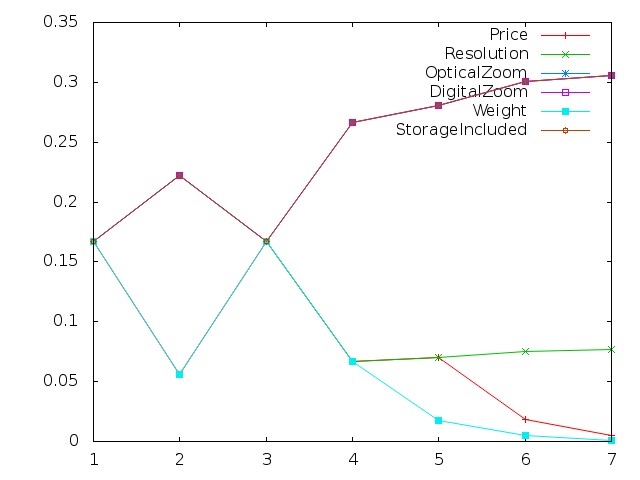 0.35
0.3
0.25
0.2
0.15
0.1
0.05
0
1 2 3 4 5 6 7
Price
Resolution
OpticalZoom
DigitalZoom
Weight
StorageIncluded